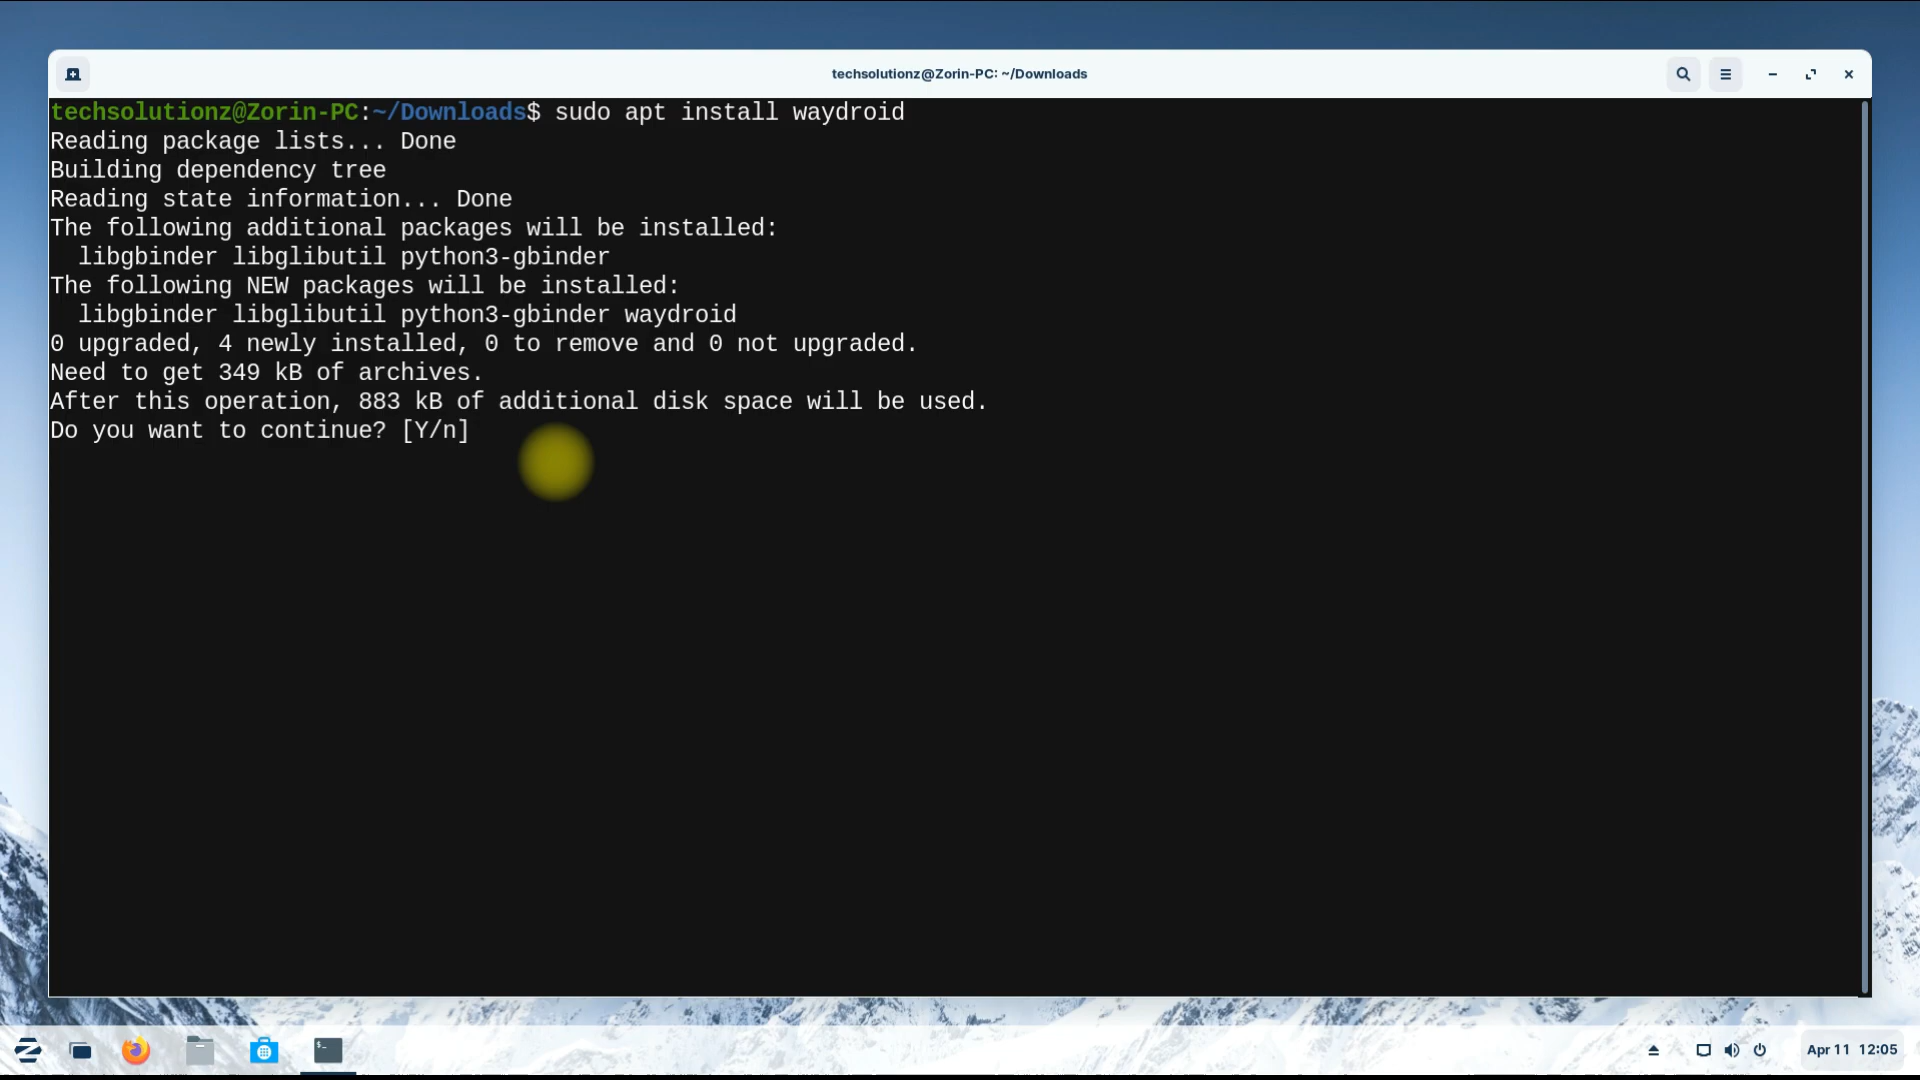 techsolutionz@Zorin-PC: ~/Downloads
techsolutionz@Zorin-PC:~/Downloads$ sudo apt install waydroid
Reading package lists... Done
Building dependency tree
Reading state information... Done
The following additional packages will be installed:
  libgbinder libglibutil python3-gbinder
The following NEW packages will be installed:
  libgbinder libglibutil python3-gbinder waydroid
0 upgraded, 4 newly installed, 0 to remove and 0 not upgraded.
Need to get 349 kB of archives.
After this operation, 883 kB of additional disk space will be used.
Do you want to continue? [Y/n]
Apr 11 12:05